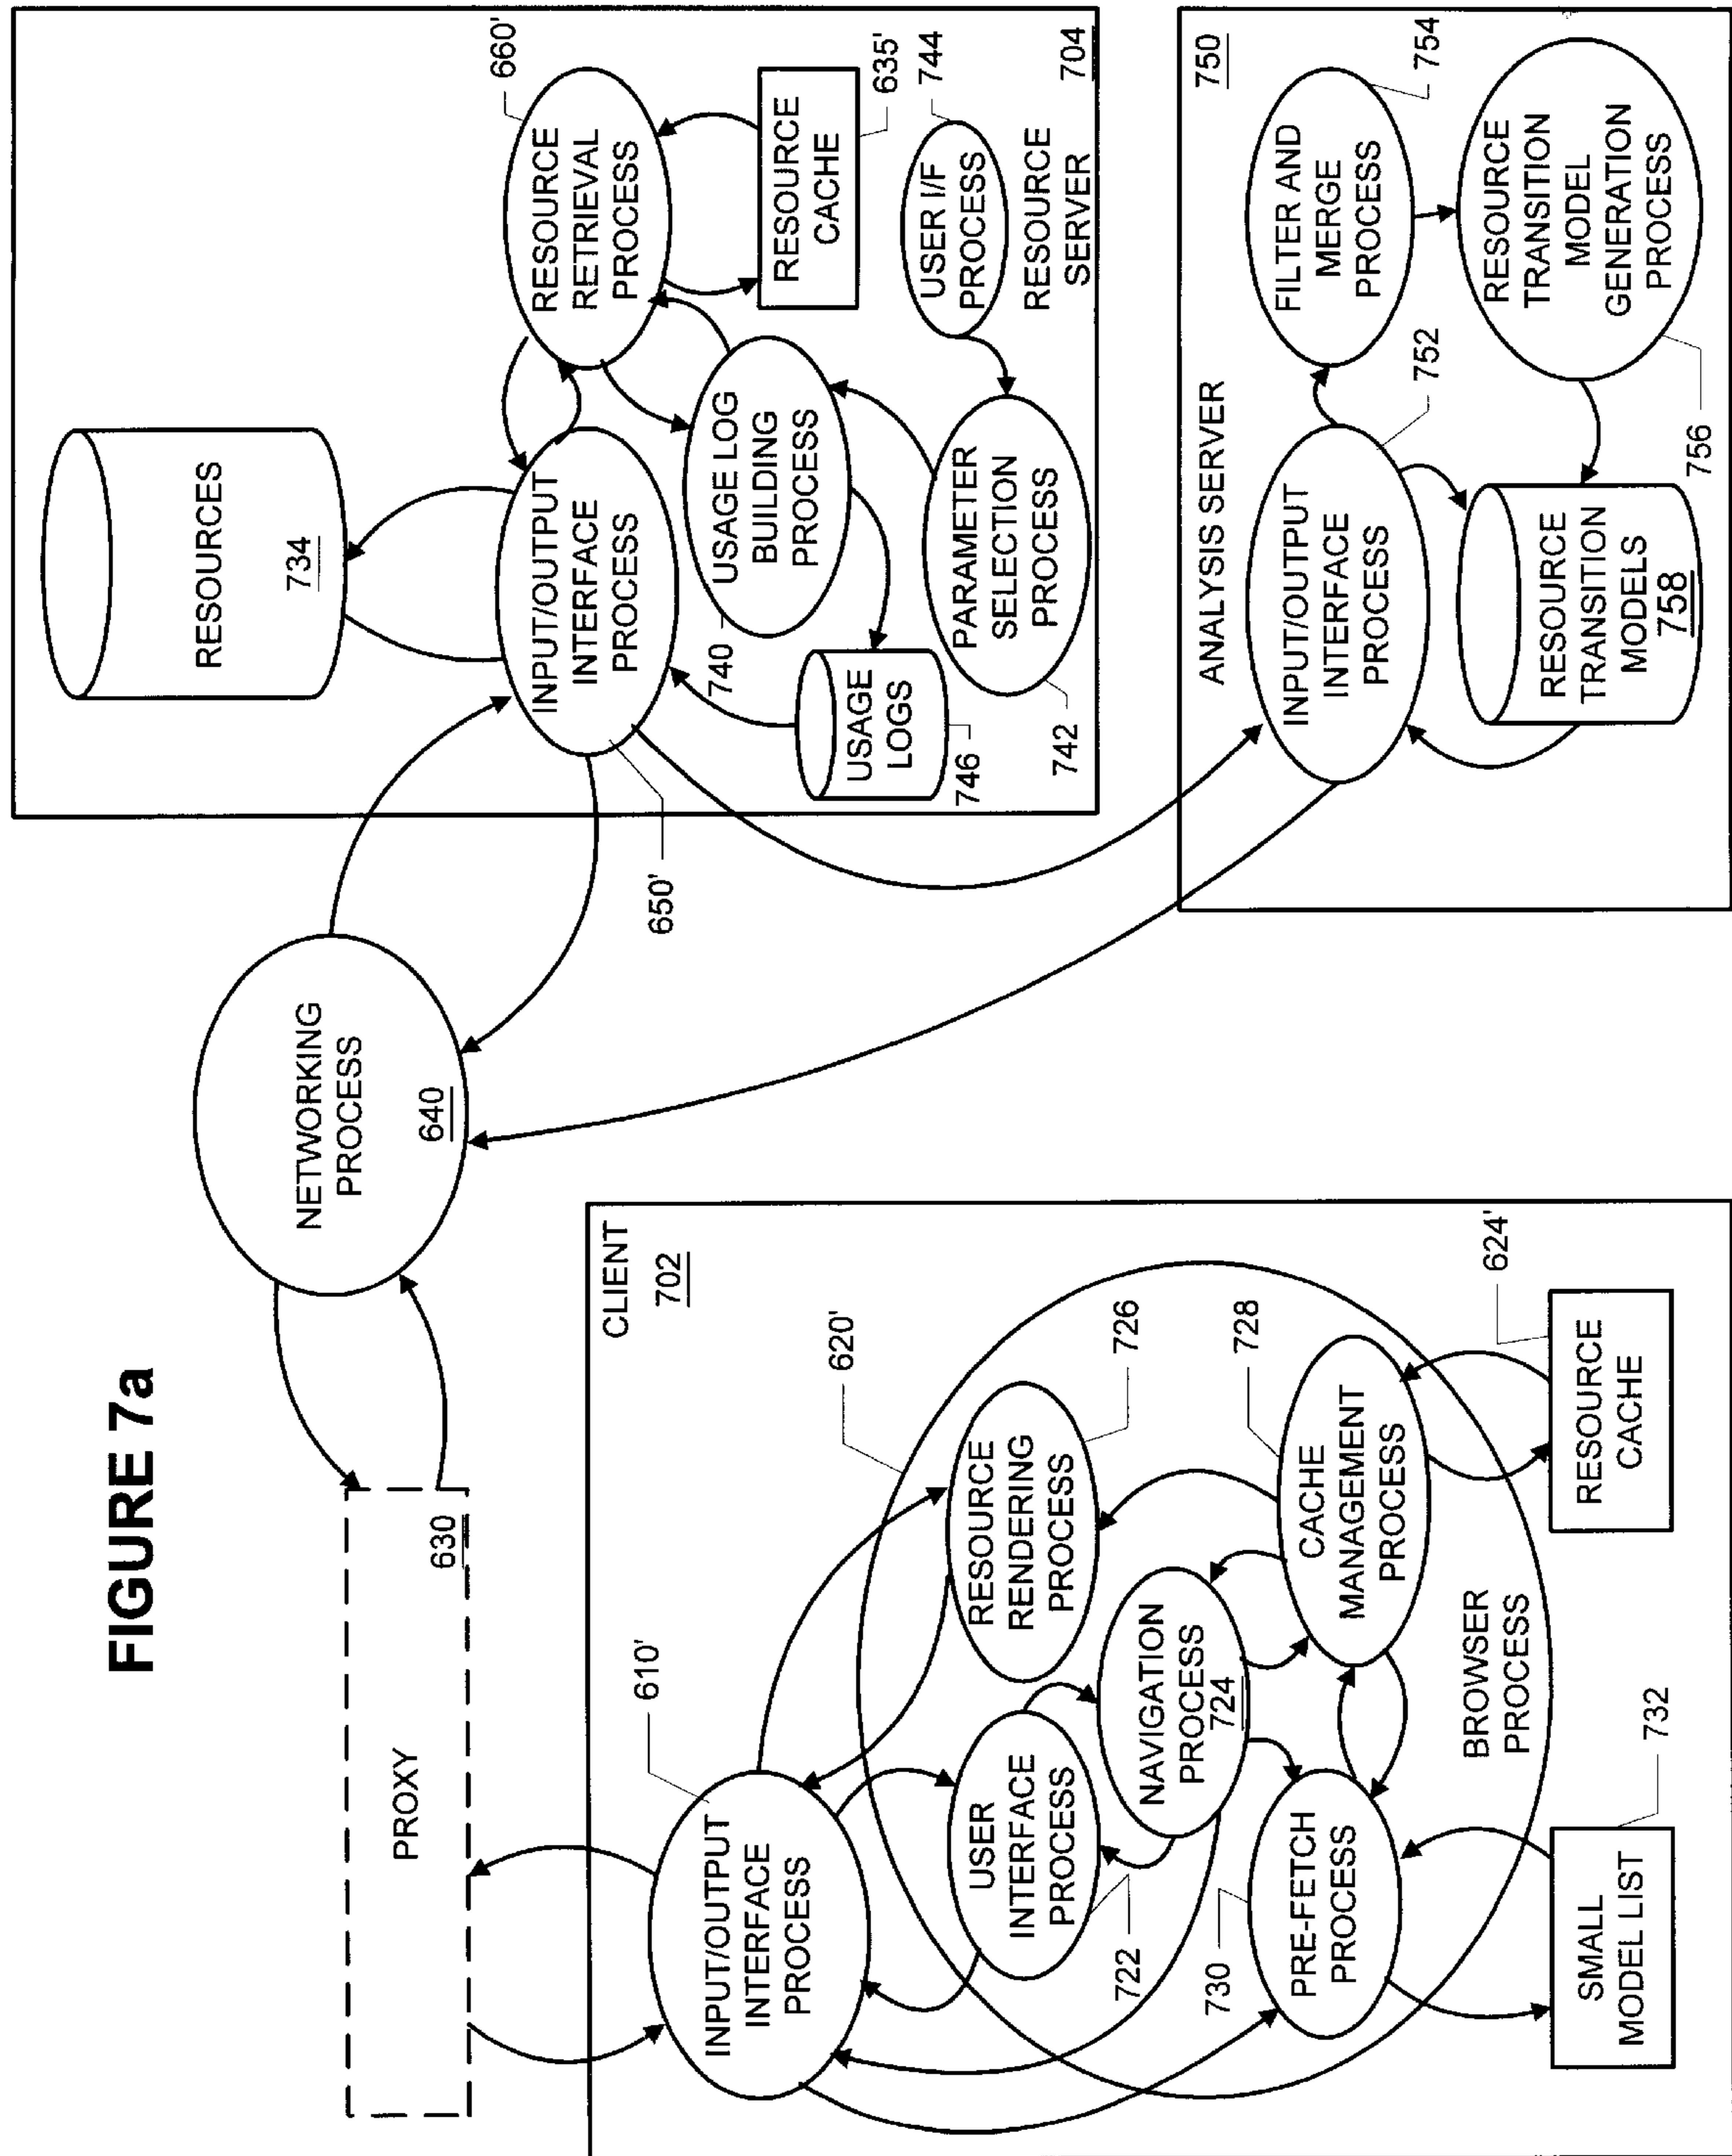 FIGURE 7a
PROXY
630
NETWORKING
PROCESS
640
CLIENT
702
610'
INPUT/OUTPUT
INTERFACE
PROCESS
620'
RESOURCE
RENDERING
PROCESS
726
USER
INTERFACE
PROCESS
722
NAVIGATION
PROCESS
724
728
CACHE
MANAGEMENT
PROCESS
730
PRE-FETCH
PROCESS
BROWSER
PROCESS
624'
RESOURCE
CACHE
SMALL
MODEL LIST
732
RESOURCES
734
INPUT/OUTPUT
INTERFACE
PROCESS
650'
660'
RESOURCE
RETRIEVAL
PROCESS
RESOURCE
CACHE
635'
740
USAGE LOG
BUILDING
PROCESS
USAGE
LOGS
746
PARAMETER
SELECTION
PROCESS
742
744
USER I/F
PROCESS
RESOURCE
SERVER
704
ANALYSIS SERVER
750
INPUT/OUTPUT
INTERFACE
PROCESS
752
FILTER AND
MERGE
PROCESS
754
RESOURCE
TRANSITION
MODEL
GENERATION
PROCESS
756
RESOURCE
TRANSITION
MODELS
758